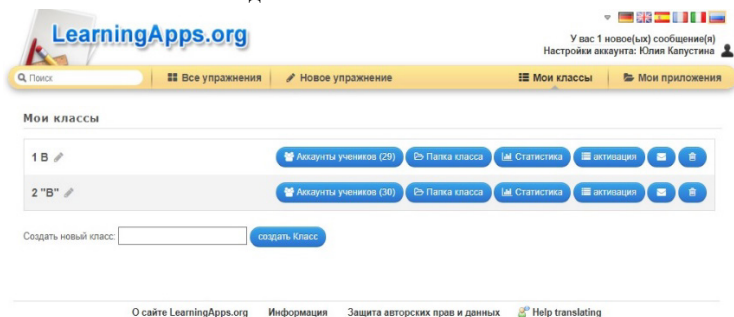 LearningApps.org
У вас 1 новое(ых) сообщение(я)
Настройки аккаунта: Юлия Капустина
Поиск Все упражнения Новое упражнение Мои классы Мои приложения
Мои классы
1 В Аккаунты учеников (29) Папка класса Статистика активация
2 "В" Аккаунты учеников (30) Папка класса Статистика активация
Создать новый класс: создать Класс
О сайте LearningApps.org Информация Защита авторских прав и данных Help translating